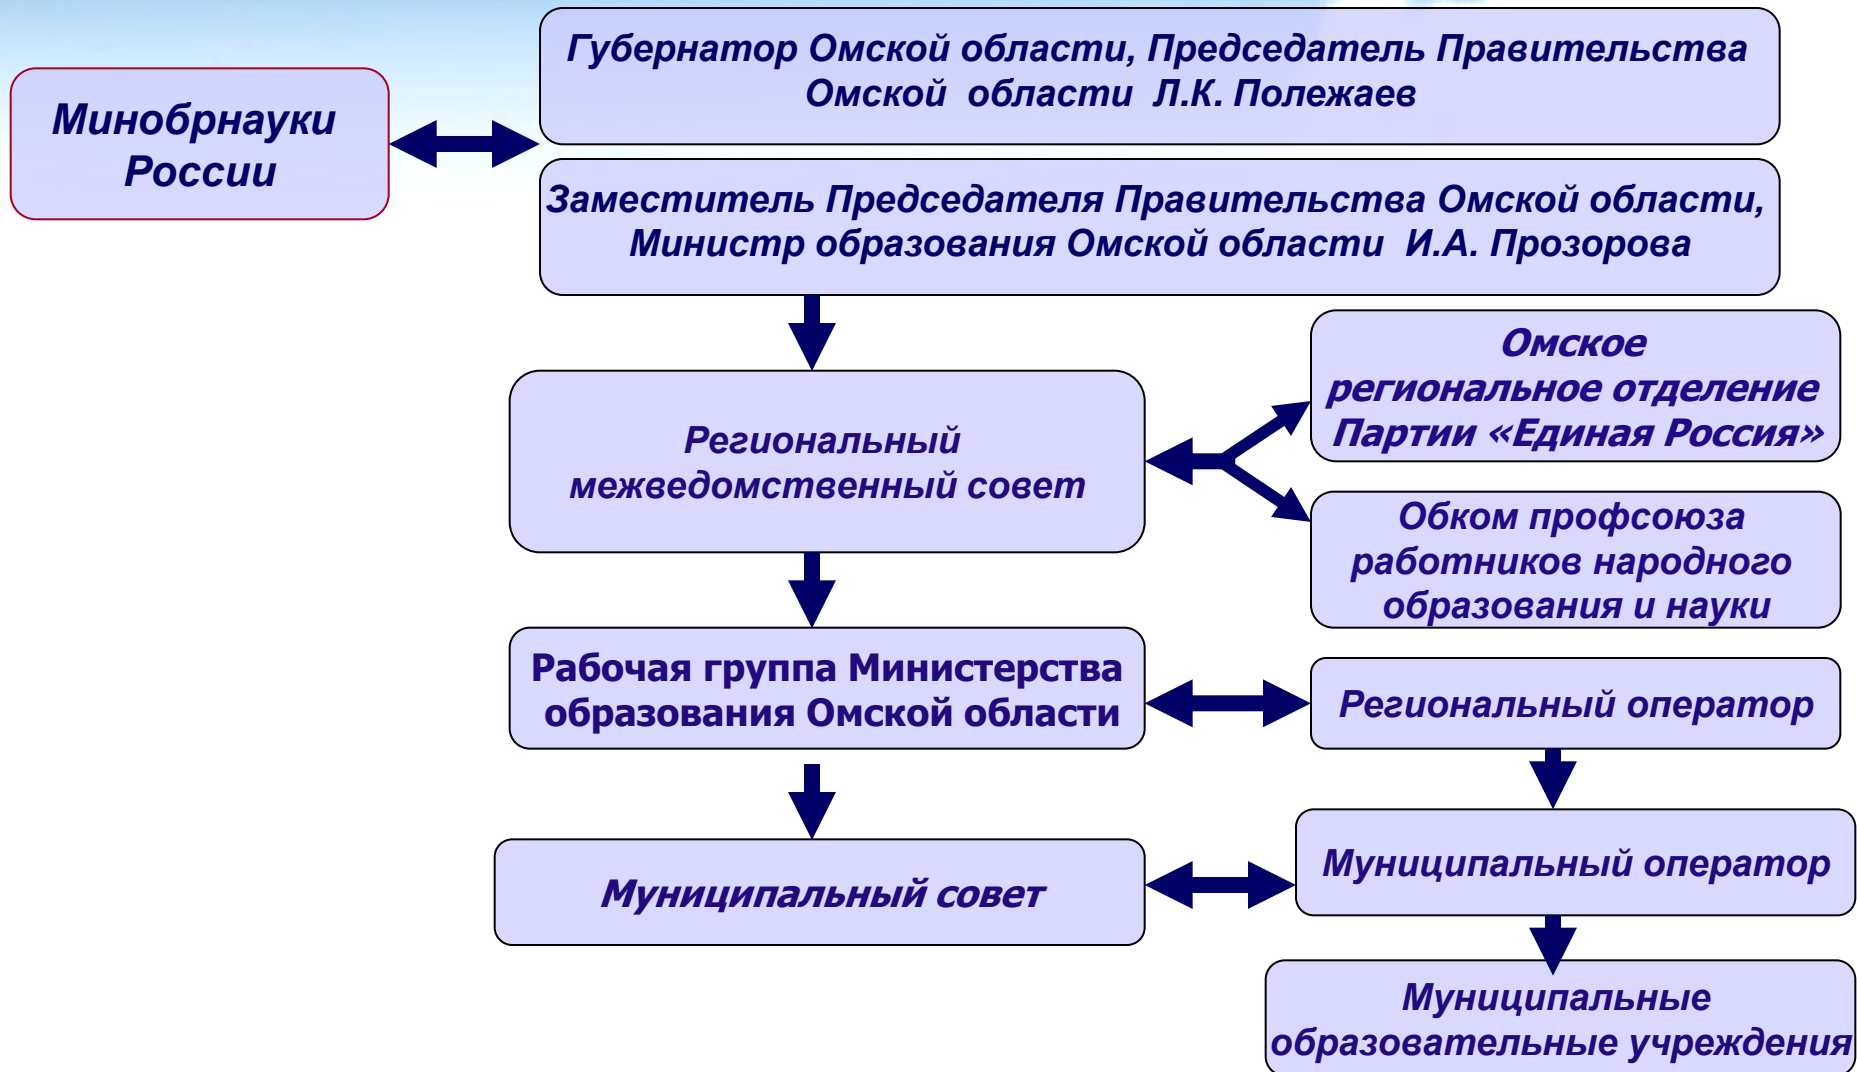 Губернатор Омской области, Председатель Правительства
Омской области Л.К. Полежаев
Минобрнауки
России
Заместитель Председателя Правительства Омской области,
Министр образования Омской области И.А. Прозорова
Омское
региональное отделение
Партии «Единая Россия»
Региональный
межведомственный совет
Обком профсоюза
работников народного
образования и науки
Рабочая группа Министерства
образования Омской области
Региональный оператор
Муниципальный оператор
Муниципальный совет
Муниципальные
образовательные учреждения